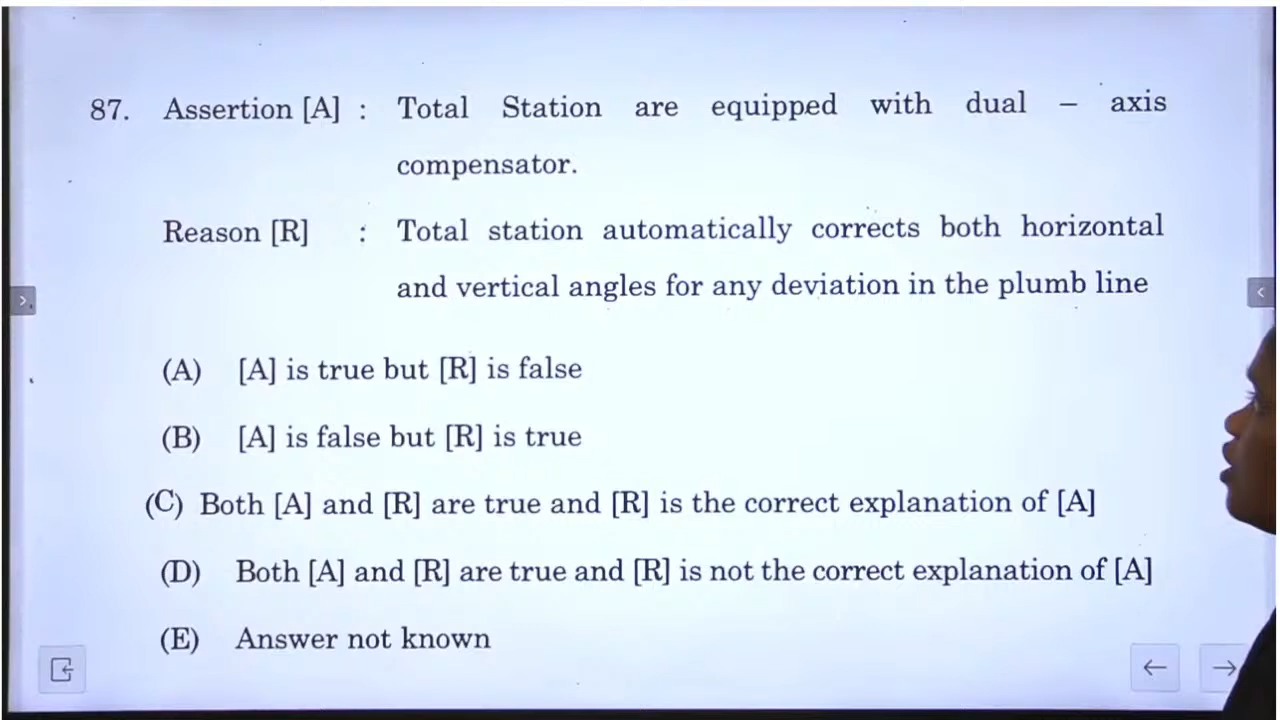 87. Assertion [A] : Total Station are equipped with dual – axis
compensator.
Reason [R] : Total station automatically corrects both horizontal
and vertical angles for any deviation in the plumb line
(A) [A] is true but [R] is false
(B) [A] is false but [R] is true
(C) Both [A] and [R] are true and [R] is the correct explanation of [A]
(D) Both [A] and [R] are true and [R] is not the correct explanation of [A]
(E) Answer not known